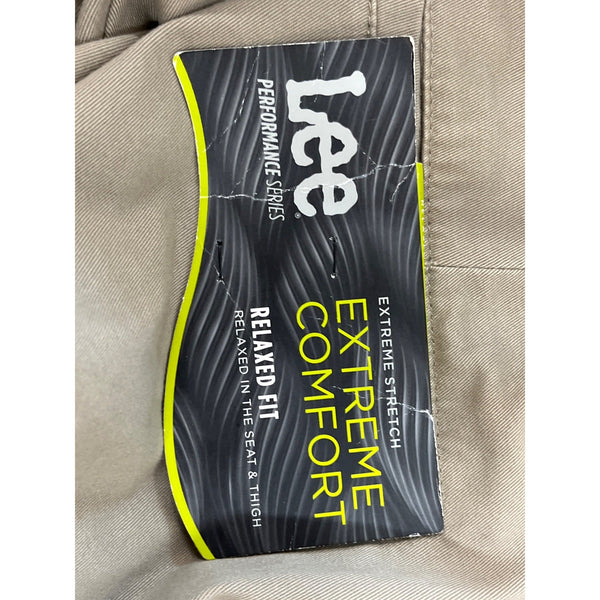 Lee®
PERFORMANCE SERIES
EXTREME STRETCH
EXTREME
COMFORT
RELAXED FIT
RELAXED IN THE SEAT & THIGH